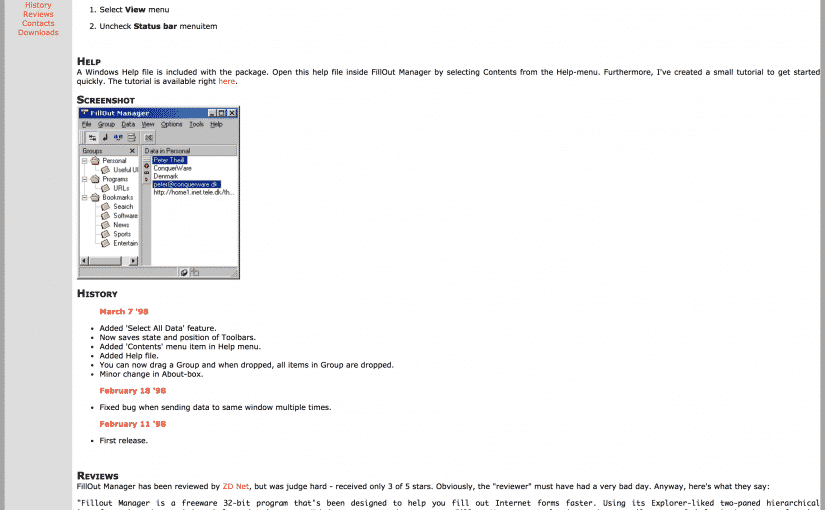 History
Reviews
Contacts
Downloads
1. Select View menu
2. Uncheck Status bar menuitem
HELP
A Windows Help file is included with the package. Open this help file inside FillOut Manager by selecting Contents from the Help-menu. Furthermore, I've created a small tutorial to get started
quickly. The tutorial is available right here.
SCREENSHOT
FillOut Manager
File Group Data View Options Tools Help
Groups
Data in Personal
Personal
Useful UI
Programs
URLs
Bookmarks
Search
Software
News
Sports
Entertain
Peter Theill
ConquerWare
Denmark
peter@conquerware.dk
http://home1.inet.tele.dk/th...
HISTORY
March 7 '98
• Added 'Select All Data' feature.
• Now saves state and position of Toolbars.
• Added 'Contents' menu item in Help menu.
• Added Help file.
• You can now drag a Group and when dropped, all items in Group are dropped.
• Minor change in About-box.
February 18 '98
• Fixed bug when sending data to same window multiple times.
February 11 '98
• First release.
REVIEWS
FillOut Manager has been reviewed by ZD Net, but was judge hard - received only 3 of 5 stars. Obviously, the "reviewer" must have had a very bad day. Anyway, here's what they say:
"Fillout Manager is a freeware 32-bit program that's been designed to help you fill out Internet forms faster. Using its Explorer-liked two-paned hierarchical